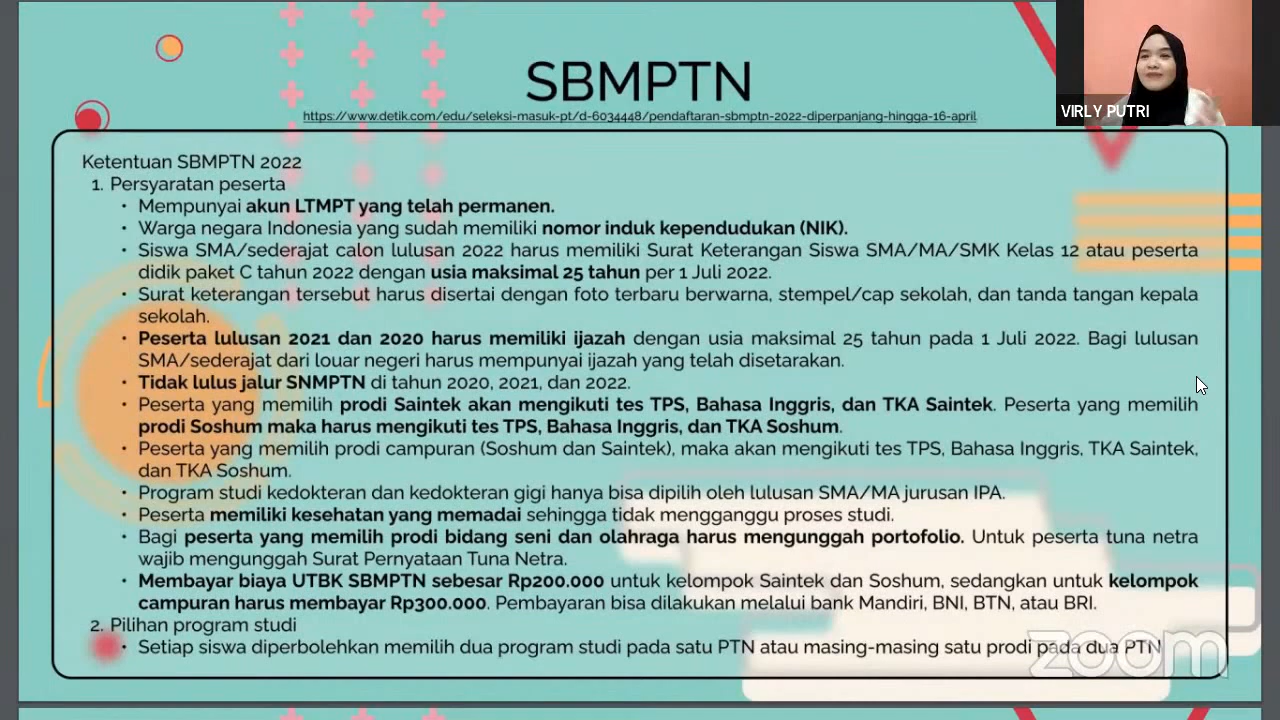 SBMPTN
https://www.detik.com/edu/seleksi-masuk-pt/d-6034448/pendaftaran-sbmptn-2022-diperpanjang-hingga-16-april
VIRLY PUTRI
Ketentuan SBMPTN 2022
1. Persyaratan peserta
• Mempunyai akun LTMPT yang telah permanen.
• Warga negara Indonesia yang sudah memiliki nomor induk kependudukan (NIK).
• Siswa SMA/sederajat calon lulusan 2022 harus memiliki Surat Keterangan Siswa SMA/MA/SMK Kelas 12 atau peserta
didik paket C tahun 2022 dengan usia maksimal 25 tahun per 1 Juli 2022.
• Surat keterangan tersebut harus disertai dengan foto terbaru berwarna, stempel/cap sekolah, dan tanda tangan kepala
sekolah.
• Peserta lulusan 2021 dan 2020 harus memiliki ijazah dengan usia maksimal 25 tahun pada 1 Juli 2022. Bagi lulusan
SMA/sederajat dari louar negeri harus mempunyai ijazah yang telah disetarakan.
• Tidak lulus jalur SNMPTN di tahun 2020, 2021, dan 2022.
• Peserta yang memilih prodi Saintek akan mengikuti tes TPS, Bahasa Inggris, dan TKA Saintek. Peserta yang memilih
prodi Soshum maka harus mengikuti tes TPS, Bahasa Inggris, dan TKA Soshum.
• Peserta yang memilih prodi campuran (Soshum dan Saintek), maka akan mengikuti tes TPS, Bahasa Inggris, TKA Saintek,
dan TKA Soshum.
• Program studi kedokteran dan kedokteran gigi hanya bisa dipilih oleh lulusan SMA/MA jurusan IPA.
• Peserta memiliki kesehatan yang memadai sehingga tidak mengganggu proses studi.
• Bagi peserta yang memilih prodi bidang seni dan olahraga harus mengunggah portofolio. Untuk peserta tuna netra
wajib mengunggah Surat Pernyataan Tuna Netra.
• Membayar biaya UTBK SBMPTN sebesar Rp200.000 untuk kelompok Saintek dan Soshum, sedangkan untuk kelompok
campuran harus membayar Rp300.000. Pembayaran bisa dilakukan melalui bank Mandiri, BNI, BTN, atau BRI.
2. Pilihan program studi
• Setiap siswa diperbolehkan memilih dua program studi pada satu PTN atau masing-masing satu prodi pada dua PTN
zoom